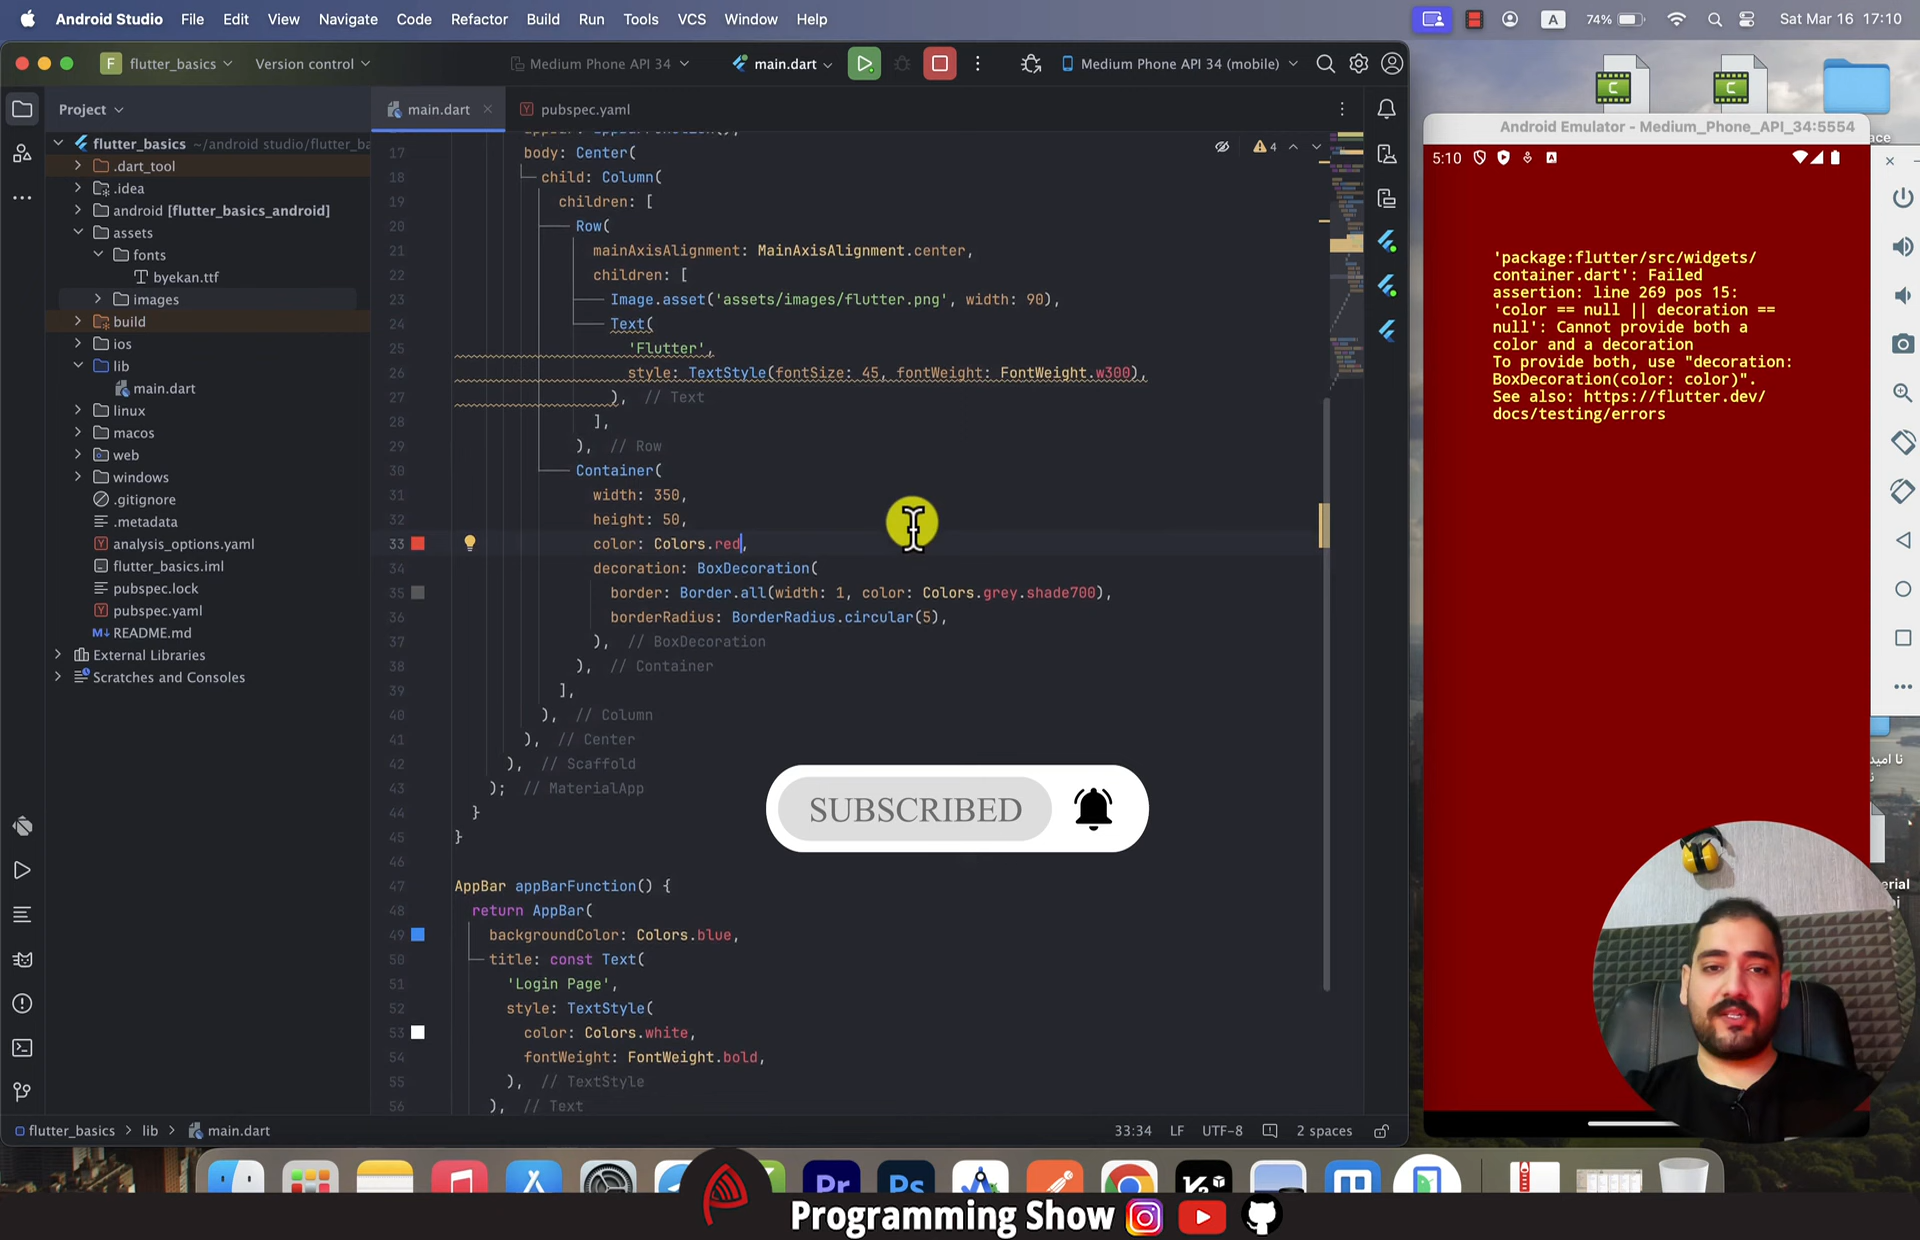 Android Studio File Edit View Navigate Code Refactor Build Run Tools VCS Window Help
A 74% Sat Mar 16 17:10
F flutter_basics Version control Medium Phone API 34 main.dart Medium Phone API 34 (mobile)
Project
main.dart pubspec.yaml
flutter_basics ~/android studio/flutter_ba
.dart_tool
.idea
android [flutter_basics_android]
assets
fonts
byekan.ttf
images
build
ios
lib
main.dart
linux
macos
web
windows
.gitignore
.metadata
analysis_options.yaml
flutter_basics.iml
pubspec.lock
pubspec.yaml
README.md
External Libraries
Scratches and Consoles
4
17 body: Center(
18 child: Column(
19 children: [
20 Row(
21 mainAxisAlignment: MainAxisAlignment.center,
22 children: [
23 Image.asset('assets/images/flutter.png', width: 90),
24 Text(
25 'Flutter',
26 style: TextStyle(fontSize: 45, fontWeight: FontWeight.w300),
27 ), // Text
28 ],
29 ), // Row
30 Container(
31 width: 350,
32 height: 50,
33 color: Colors.red,
34 decoration: BoxDecoration(
35 border: Border.all(width: 1, color: Colors.grey.shade700),
36 borderRadius: BorderRadius.circular(5),
37 ), // BoxDecoration
38 ), // Container
39 ],
40 ), // Column
41 ), // Center
42 ), // Scaffold
43 ); // MaterialApp
44 }
45 }
46
47 AppBar appBarFunction() {
48 return AppBar(
49 backgroundColor: Colors.blue,
50 title: const Text(
51 'Login Page',
52 style: TextStyle(
53 color: Colors.white,
54 fontWeight: FontWeight.bold,
55 ), // TextStyle
56 ), // Text
SUBSCRIBED
flutter_basics > lib > main.dart
33:34 LF UTF-8 2 spaces
C C
Android Emulator - Medium_Phone_API_34:5554
5:10
'package:flutter/src/widgets/
container.dart': Failed
assertion: line 269 pos 15:
'color == null || decoration ==
null': Cannot provide both a
color and a decoration
To provide both, use "decoration:
BoxDecoration(color: color)".
See also: https://flutter.dev/
docs/testing/errors
Pr Ps
Programming Show